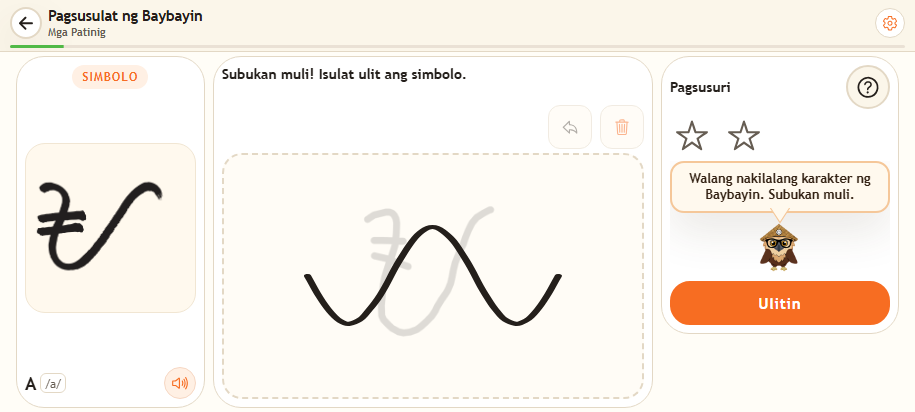 Pagsusulat ng Baybayin
Mga Patinig
SIMBOLO
ᜀ
A /a/
Subukan muli! Isulat ulit ang simbolo.
ᜀ
Pagsusuri
?
Walang nakilalang karakter ng
Baybayin. Subukan muli.
Ulitin